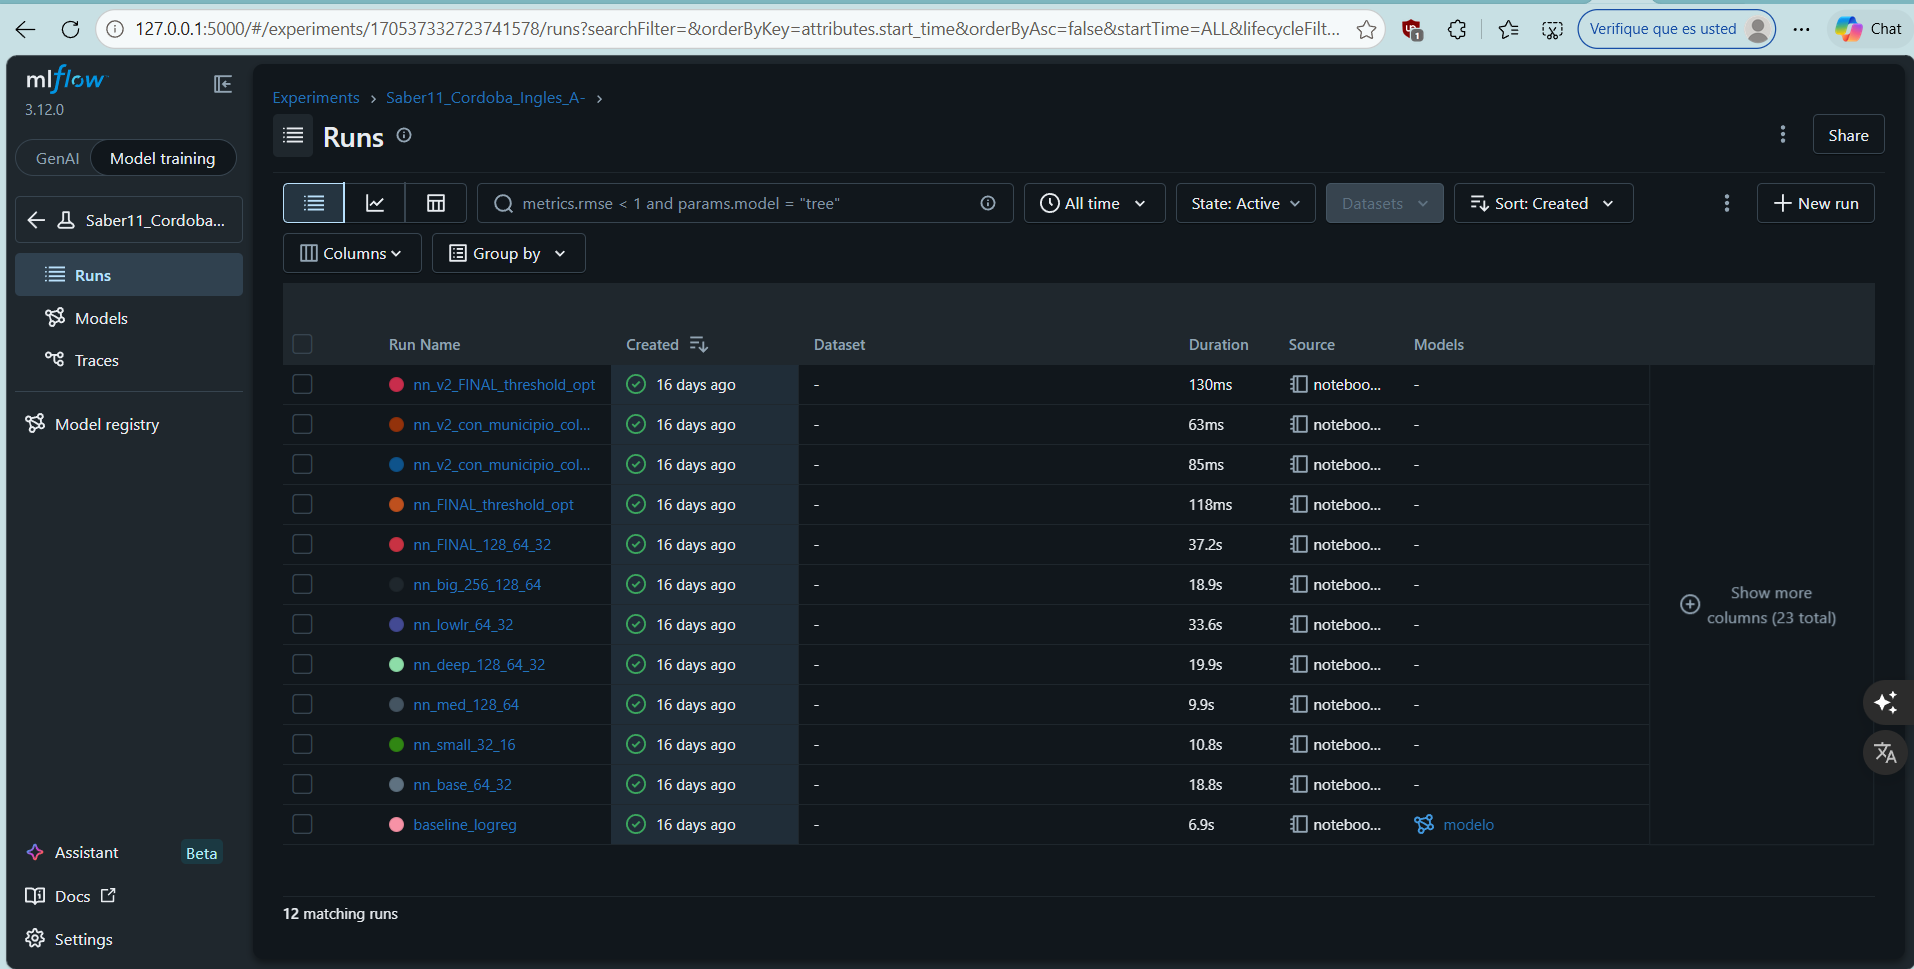 127.0.0.1:5000/#/experiments/170537332723741578/runs?searchFilter=&orderByKey=attributes.start_time&orderByAsc=false&startTime=ALL&lifecycleFilt...
1
Verifique que es usted
Chat
mlflow
3.12.0
GenAI
Model training
Saber11_Cordoba...
Runs
Models
Traces
Model registry
Assistant
Beta
Docs
Settings
Experiments > Saber11_Cordoba_Ingles_A- >
Runs
Share
metrics.rmse < 1 and params.model = "tree"
All time
State: Active
Datasets
Sort: Created
+ New run
Columns
Group by
Run Name Created Dataset Duration Source Models
nn_v2_FINAL_threshold_opt 16 days ago - 130ms noteboo... -
nn_v2_con_municipio_col... 16 days ago - 63ms noteboo... -
nn_v2_con_municipio_col... 16 days ago - 85ms noteboo... -
nn_FINAL_threshold_opt 16 days ago - 118ms noteboo... -
nn_FINAL_128_64_32 16 days ago - 37.2s noteboo... -
nn_big_256_128_64 16 days ago - 18.9s noteboo... -
nn_lowlr_64_32 16 days ago - 33.6s noteboo... -
nn_deep_128_64_32 16 days ago - 19.9s noteboo... -
nn_med_128_64 16 days ago - 9.9s noteboo... -
nn_small_32_16 16 days ago - 10.8s noteboo... -
nn_base_64_32 16 days ago - 18.8s noteboo... -
baseline_logreg 16 days ago - 6.9s noteboo... modelo
Show more
columns (23 total)
12 matching runs